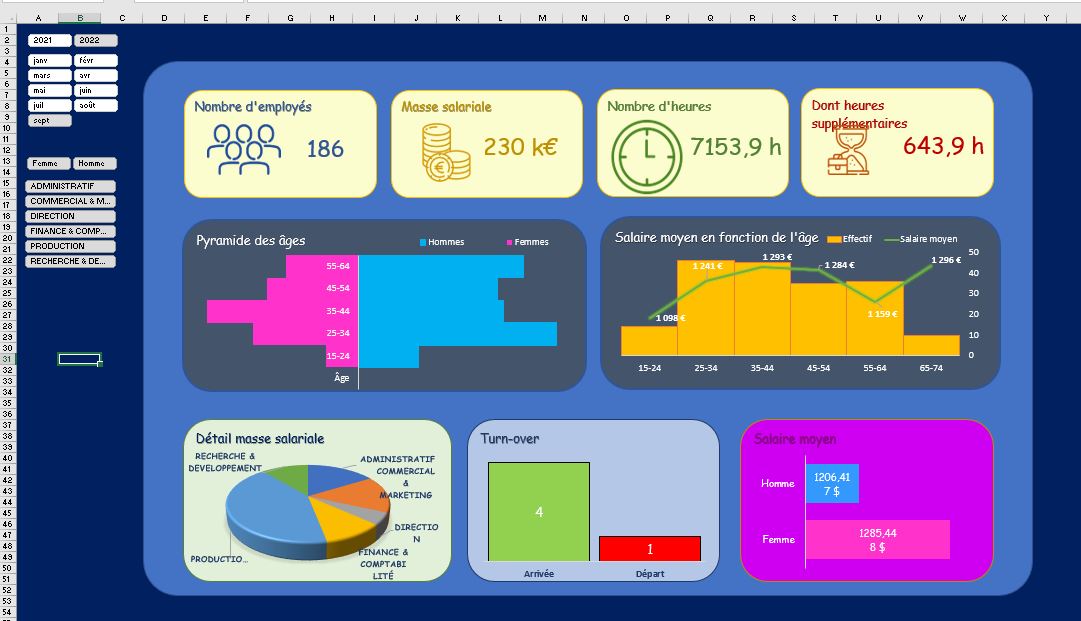 A B C D E F G H I J K L M N O P Q R S T U V W X Y
1
2
3
4
5
6
7
8
9
10
11
12
13
14
15
16
17
18
19
20
21
22
23
24
25
26
27
28
29
30
31
32
33
34
35
36
37
38
39
40
41
42
43
44
45
46
47
48
49
50
51
52
53
54
2021 2022
janv févr
mars avr
mai juin
juil août
sept
Femme Homme
ADMINISTRATIF
COMMERCIAL & M...
DIRECTION
FINANCE & COMP...
PRODUCTION
RECHERCHE & DE...
Nombre d'employés
186
Masse salariale
230 k€
Nombre d'heures
7153,9 h
Dont heures
supplémentaires
643,9 h
Pyramide des âges
Hommes Femmes
55-64
45-54
35-44
25-34
15-24
Âge
Salaire moyen en fonction de l'âge
Effectif Salaire moyen
1 098 €
1 241 €
1 293 €
1 284 €
1 159 €
1 296 €
50
40
30
20
10
0
15-24 25-34 35-44 45-54 55-64 65-74
Détail masse salariale
RECHERCHE &
DEVELOPPEMENT
ADMINISTRATIF
COMMERCIAL
&
MARKETING
DIRECTIO
N
FINANCE &
COMPTABI
LITÉ
PRODUCTIO...
Turn-over
4
1
Arrivée Départ
Salaire moyen
Homme
1206,41
7 $
Femme
1285,44
8 $